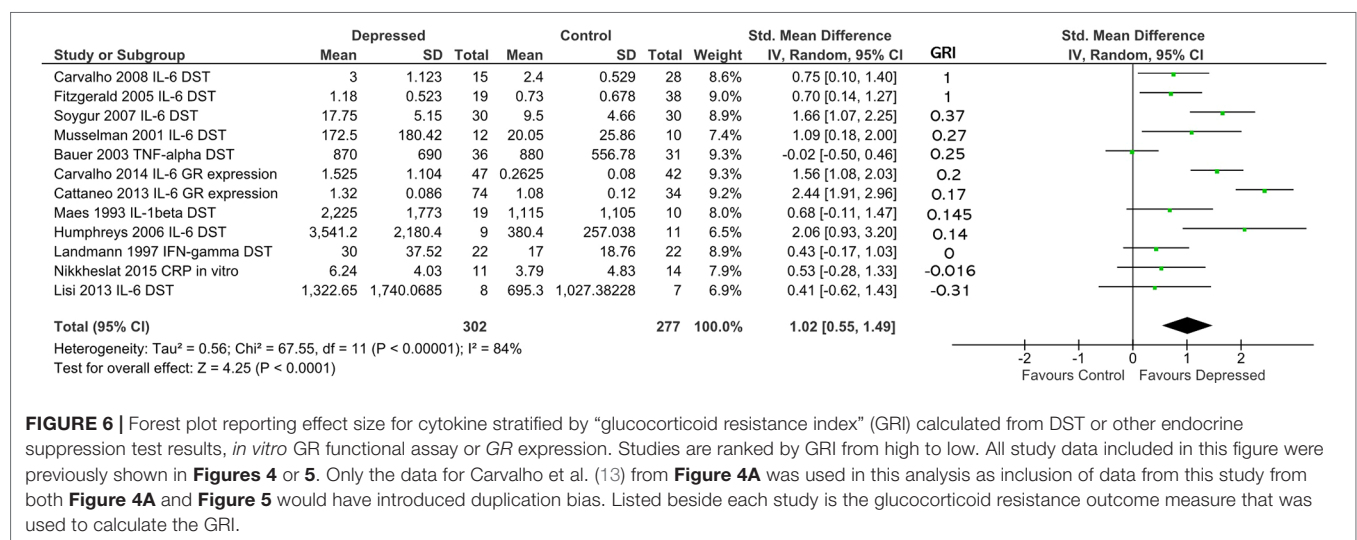 Depressed Control Std. Mean Difference Std. Mean Difference
Study or Subgroup Mean SD Total Mean SD Total Weight IV, Random, 95% CI GRI IV, Random, 95% CI
Carvalho 2008 IL-6 DST 3 1.123 15 2.4 0.529 28 8.6% 0.75 [0.10, 1.40] 1
Fitzgerald 2005 IL-6 DST 1.18 0.523 19 0.73 0.678 38 9.0% 0.70 [0.14, 1.27] 1
Soygur 2007 IL-6 DST 17.75 5.15 30 9.5 4.66 30 8.9% 1.66 [1.07, 2.25] 0.37
Musselman 2001 IL-6 DST 172.5 180.42 12 20.05 25.86 10 7.4% 1.09 [0.18, 2.00] 0.27
Bauer 2003 TNF-alpha DST 870 690 36 880 556.78 31 9.3% -0.02 [-0.50, 0.46] 0.25
Carvalho 2014 IL-6 GR expression 1.525 1.104 47 0.2625 0.08 42 9.3% 1.56 [1.08, 2.03] 0.2
Cattaneo 2013 IL-6 GR expression 1.32 0.086 74 1.08 0.12 34 9.2% 2.44 [1.91, 2.96] 0.17
Maes 1993 IL-1beta DST 2,225 1,773 19 1,115 1,105 10 8.0% 0.68 [-0.11, 1.47] 0.145
Humphreys 2006 IL-6 DST 3,541.2 2,180.4 9 380.4 257.038 11 6.5% 2.06 [0.93, 3.20] 0.14
Landmann 1997 IFN-gamma DST 30 37.52 22 17 18.76 22 9.0% 0.43 [-0.17, 1.03] 0
Nikkheslat 2015 CRP in vitro 6.24 4.03 11 3.79 4.83 14 7.9% 0.53 [-0.28, 1.33] -0.016
Lisi 2013 IL-6 DST 1,322.65 1,740.0685 8 695.3 1,027.38228 7 6.9% 0.41 [-0.62, 1.43] -0.31
Total (95% CI) 302 277 100.0% 1.02 [0.55, 1.49]
Heterogeneity: Tau² = 0.56; Chi² = 67.55, df = 11 (P < 0.00001); I² = 84%
Test for overall effect: Z = 4.25 (P < 0.0001)
-2 -1 0 1 2
Favours Control Favours Depressed
FIGURE 6 | Forest plot reporting effect size for cytokine stratified by “glucocorticoid resistance index” (GRI) calculated from DST or other endocrine
suppression test results, in vitro GR functional assay or GR expression. Studies are ranked by GRI from high to low. All study data included in this figure were
previously shown in Figures 4 or 5. Only the data for Carvalho et al. (13) from Figure 4A was used in this analysis as inclusion of data from this study from
both Figure 4A and Figure 5 would have introduced duplication bias. Listed beside each study is the glucocorticoid resistance outcome measure that was
used to calculate the GRI.